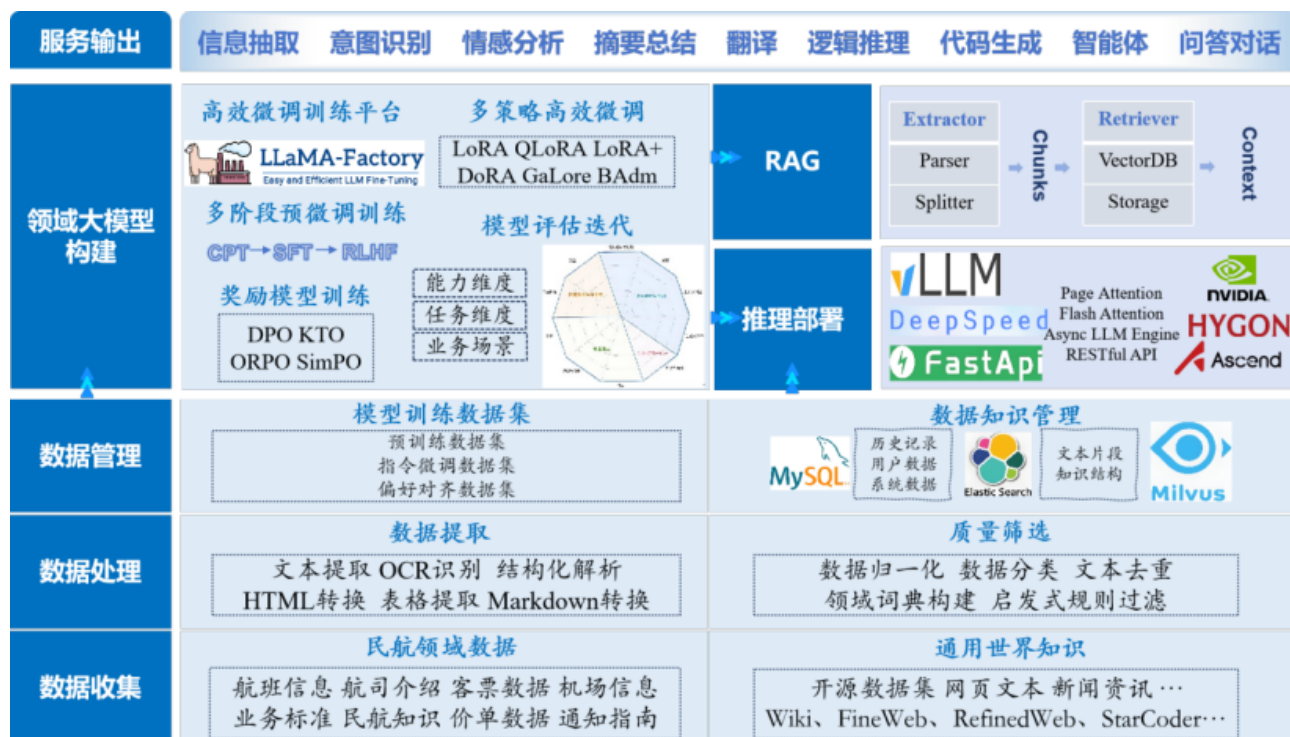 服务输出
信息抽取 意图识别 情感分析 摘要总结 翻译 逻辑推理 代码生成 智能体 问答对话
领域大模型
构建
高效微调训练平台
LLaMA-Factory
Easy and Efficient LLM Fine-Tuning
多策略高效微调
LoRA QLoRA LoRA+
DoRA GaLore BAdm
多阶段预微调训练
CPT→SFT→RLHF
奖励模型训练
DPO KTO
ORPO SimPO
模型评估迭代
能力维度
任务维度
业务场景
RAG
Extractor
Parser
Splitter
Chunks
Retriever
VectorDB
Storage
Context
推理部署
vLLM
DeepSpeed
FastApi
Page Attention
Flash Attention
Async LLM Engine
RESTful API
NVIDIA.
HYGON
Ascend
数据管理
模型训练数据集
预训练数据集
指令微调数据集
偏好对齐数据集
数据知识管理
MySQL
历史记录
用户数据
系统数据
Elastic Search
文本片段
知识结构
Milvus
数据处理
数据提取
文本提取 OCR识别 结构化解析
HTML转换 表格提取 Markdown转换
质量筛选
数据归一化 数据分类 文本去重
领域词典构建 启发式规则过滤
数据收集
民航领域数据
航班信息 航司介绍 客票数据 机场信息
业务标准 民航知识 价单数据 通知指南
通用世界知识
开源数据集 网页文本 新闻资讯 …
Wiki、FineWeb、RefinedWeb、StarCoder…